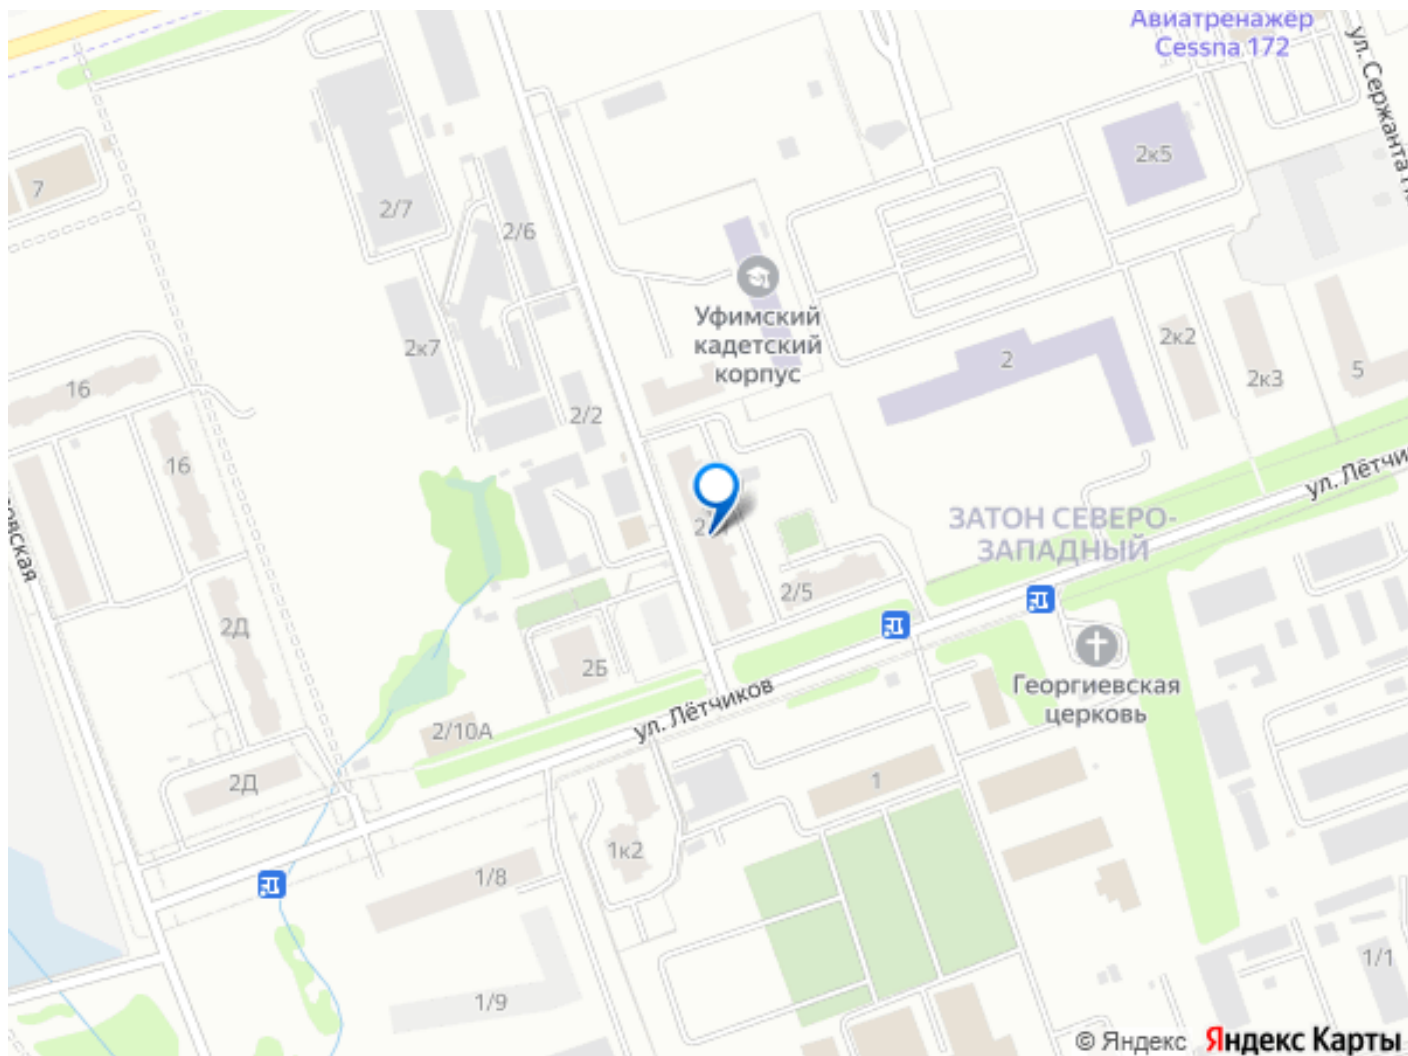 Авиатренажёр
Cessna 172
ул. Сержанта
2к5
7
2/7
2/6
Уфимский
кадетский
корпус
2к7
2
2к2
2к3
5
16
2/2
16
ул. Лётчи
ЗАТОН СЕВЕРО-
ЗАПАДНЫЙ
овская
2/5
2Д
2Б
Георгиевская
церковь
ул. Лётчиков
2/10А
2Д
1
1к2
1/8
1/1
1/9
© Яндекс Яндекс Карты